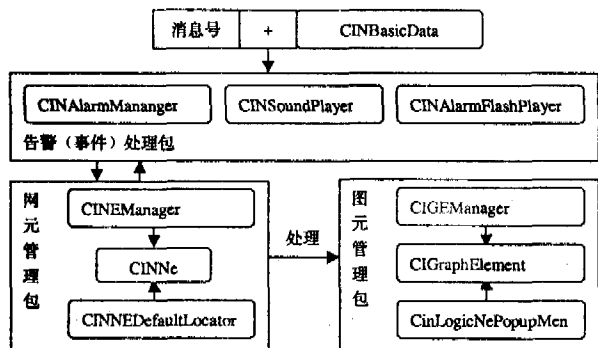 消息号 + CINBasicData
CINAlarmMananger CINSoundPlayer CINAlarmFlashPlayer
告警（事件）处理包
网元管理包
CINEManager
CINNe
CINNEDefaultLocator
处理
图元管理包
CIGEManager
CIGraphElement
CinLogicNePopupMen